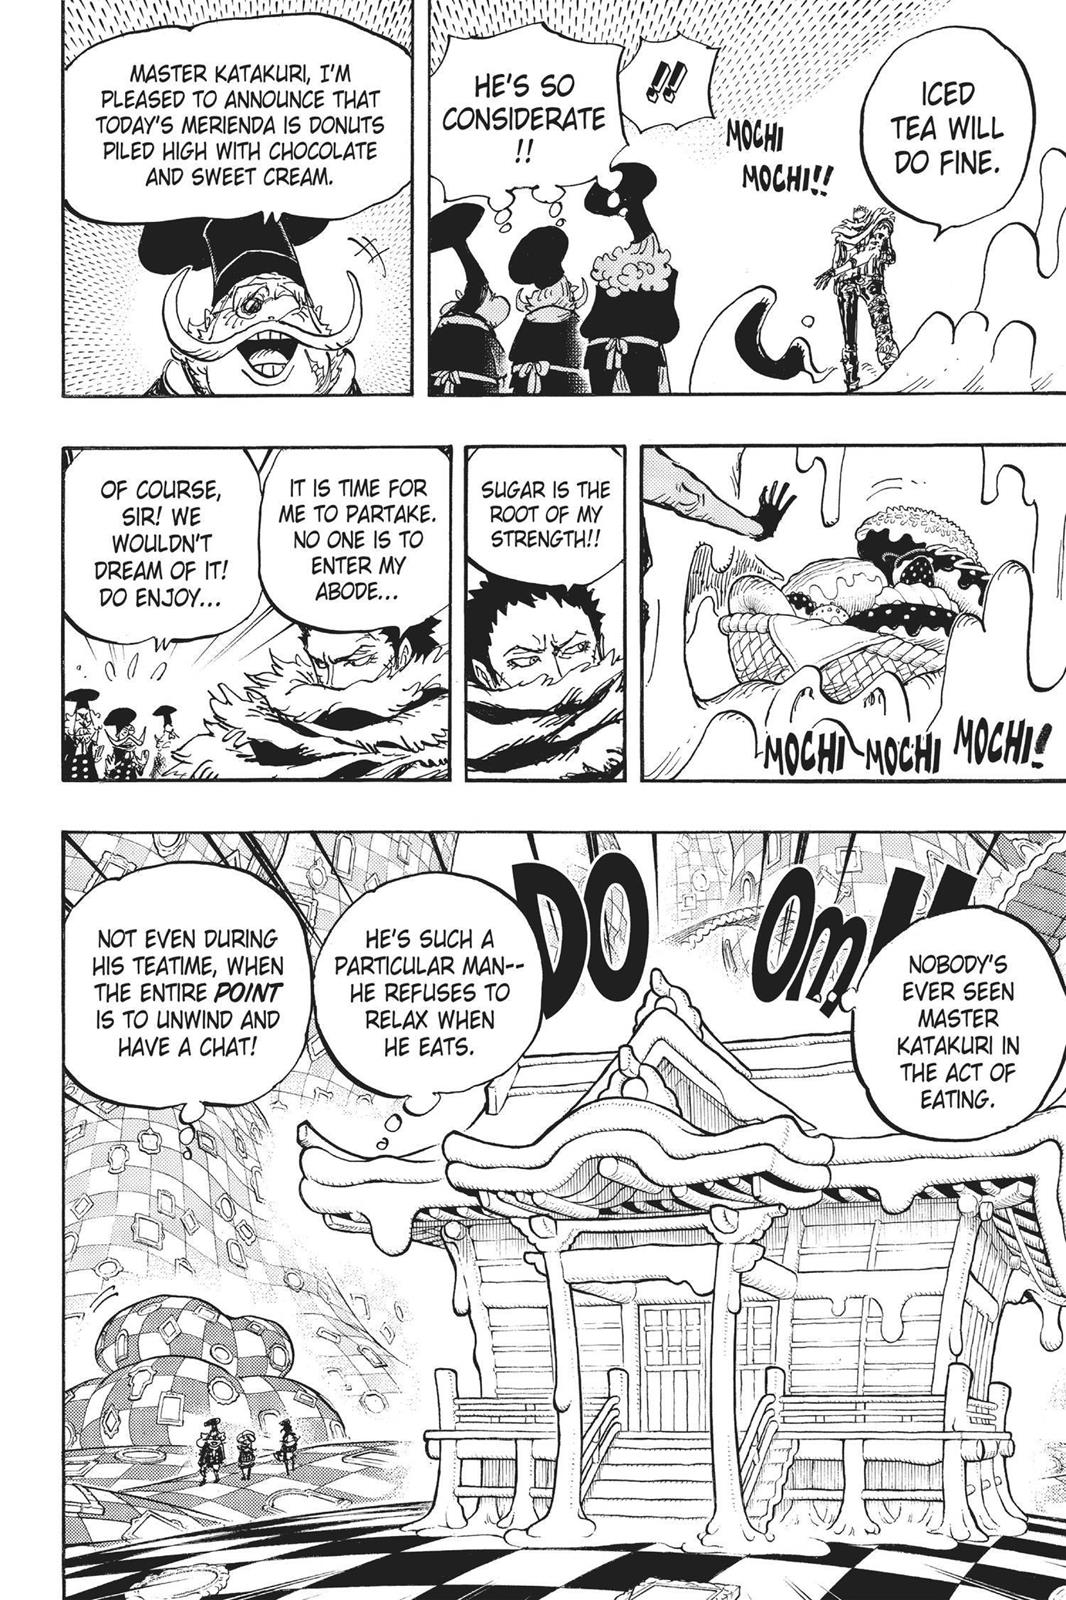 ICED
TEA WILL
DO FINE.
MOCHI
MOCHI!!
!!
HE'S SO
CONSIDERATE
!!
MASTER KATAKURI, I'M
PLEASED TO ANNOUNCE THAT
TODAY'S MERIENDA IS DONUTS
PILED HIGH WITH CHOCOLATE
AND SWEET CREAM.
MOCHI
MOCHI
MOCHI!
SUGAR IS THE
ROOT OF MY
STRENGTH!!
IT IS TIME FOR
ME TO PARTAKE.
NO ONE IS TO
ENTER MY
ABODE...
OF COURSE,
SIR! WE
WOULDN'T
DREAM OF IT!
DO ENJOY...
DO
Om!!
NOBODY'S
EVER SEEN
MASTER
KATAKURI IN
THE ACT OF
EATING.
HE'S SUCH A
PARTICULAR MAN--
HE REFUSES TO
RELAX WHEN
HE EATS.
NOT EVEN DURING
HIS TEATIME, WHEN
THE ENTIRE POINT
IS TO UNWIND AND
HAVE A CHAT!